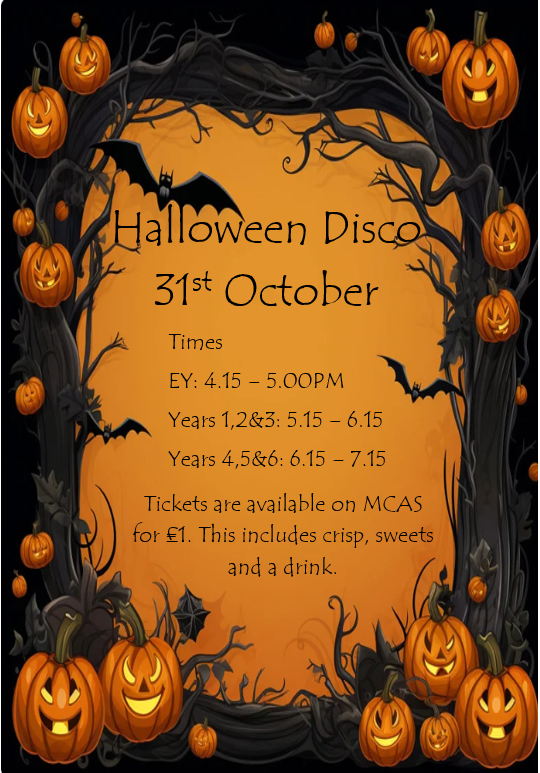 Halloween Disco
31st October
Times
EY: 4.15 – 5.00PM
Years 1,2&3: 5.15 – 6.15
Years 4,5&6: 6.15 – 7.15
Tickets are available on MCAS
for £1. This includes crisp, sweets
and a drink.